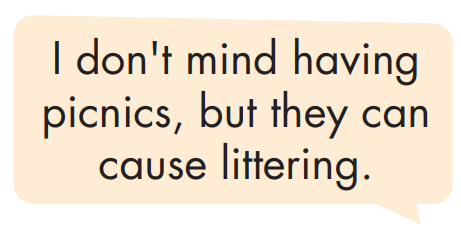 I don't mind having
picnics, but they can
cause littering.